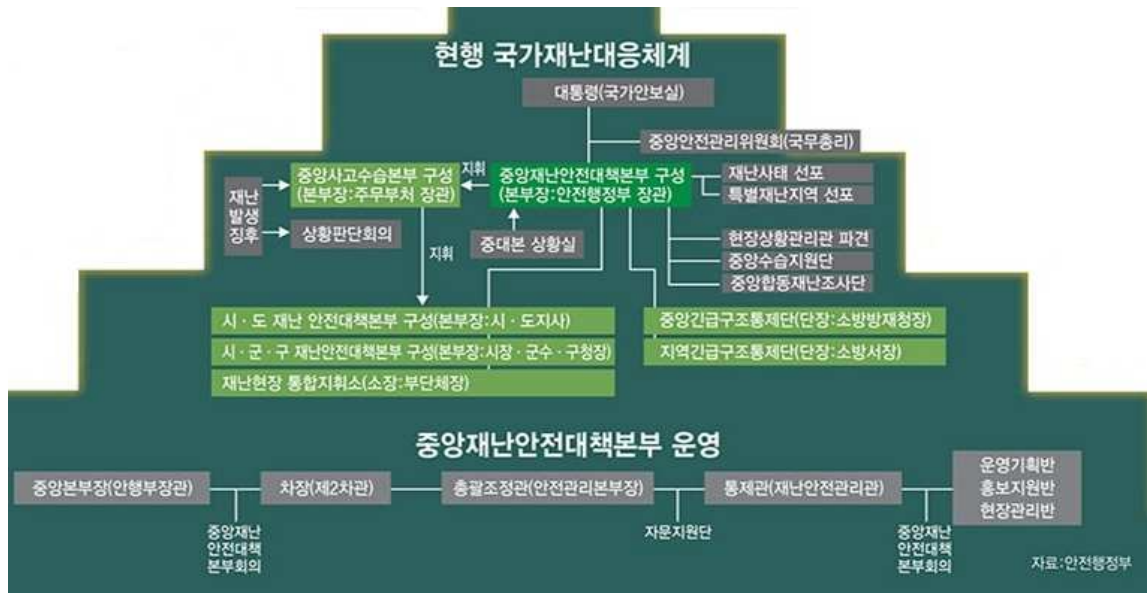 현행 국가재난대응체계
대통령(국가안보실)
중앙안전관리위원회(국무총리)
중앙사고수습본부 구성
(본부장:주무부처 장관)
지휘
중앙재난안전대책본부 구성
(본부장:안전행정부 장관)
재난사태 선포
특별재난지역 선포
재난
발생
징후
상황판단회의
지휘
중대본 상황실
현장상황관리관 파견
중앙수습지원단
중앙합동재난조사단
시·도 재난 안전대책본부 구성(본부장:시·도지사)
시·군·구 재난안전대책본부 구성(본부장:시장·군수·구청장)
재난현장 통합지휘소(소장:부단체장)
중앙긴급구조통제단(단장:소방방재청장)
지역긴급구조통제단(단장:소방서장)
중앙재난안전대책본부 운영
중앙본부장(안행부장관)
차장(제2차관)
총괄조정관(안전관리본부장)
통제관(재난안전관리관)
운영기획반
홍보지원반
현장관리반
중앙재난
안전대책
본부회의
자문지원단
중앙재난
안전대책
본부회의
자료:안전행정부